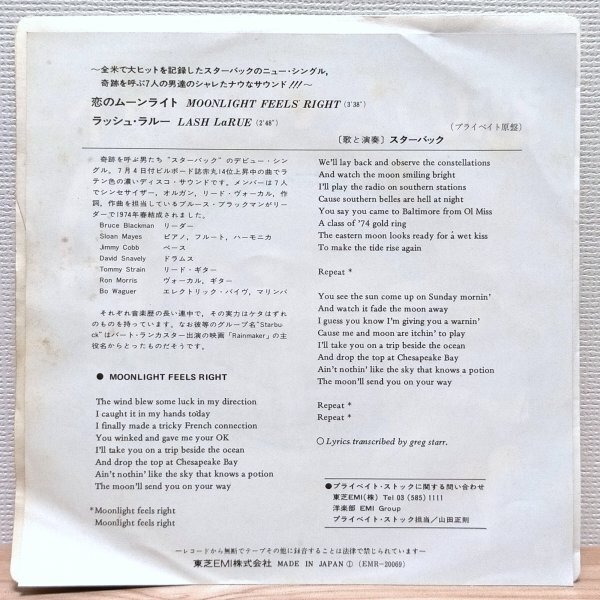 〜全米で大ヒットを記録したスターバックのニュー・シングル,
奇跡を呼ぶ7人の男達のシャレたナウなサウンド!!!〜
恋のムーンライト MOONLIGHT FEELS RIGHT (3'38")
ラッシュ・ラルー LASH LaRUE (2'48")
(プライベイト原盤)
〔歌と演奏〕スターバック
奇跡を呼ぶ男たち "スターバック"のデビュー・シン
グル。7月4日付ビルボード誌赤丸14位上昇中の曲でラ
テン色の濃いディスコ・サウンドです。メンバーは7人
でシンセサイザー,オルガン,リード・ヴォーカル,作
詞,作曲を担当しているブルース・ブラックマンがリー
ダーで1974年春結成されました。
Bruce Blackman リーダー
Sloan Mayes ピアノ,フルート,ハーモニカ
Jimmy Cobb ベース
David Snavely ドラムス
Tommy Strain リード・ギター
Ron Morris ヴォーカル,ギター
Bo Waguer エレクトリック・バイヴ,マリンバ
それぞれ音楽歴の長い連中で,その実力はケタはずれ
のものを持っています。なお彼等のグループ名"Starbu-
ck"はバート・ランカスター出演の映画「Rainmaker」の主
役名からとったものだそうです。
● MOONLIGHT FEELS RIGHT
The wind blew some luck in my direction
I caught it in my hands today
I finally made a tricky French connection
You winked and gave me your OK
I'll take you on a trip beside the ocean
And drop the top at Chesapeake Bay
Ain't nothin' like the sky that knows a potion
The moon'll send you on your way
*Moonlight feels right
Moonlight feels right
We'll lay back and observe the constellations
And watch the moon smiling bright
I'll play the radio on southern stations
Cause southern belles are hell at night
You say you came to Baltimore from Ol Miss
A class of '74 gold ring
The eastern moon looks ready for a wet kiss
To make the tide rise again
Repeat *
You see the sun come up on Sunday mornin'
And watch it fade the moon away
I guess you know I'm giving you a warnin'
Cause me and moon are itchin' to play
I'll take you on a trip beside the ocean
And drop the top at Chesapeake Bay
Ain't nothin' like the sky that knows a potion
The moon'll send you on your way
Repeat *
Repeat *
○ Lyrics transcribed by greg starr.
●プライベイト・ストックに関する問い合わせ
東芝EMI(株) Tel 03 (585) 1111
洋楽部 EMI Group
プライベイト・ストック担当/山田正則
—レコードから無断でテープその他に録音することは法律で禁じられています—
東芝EMI株式会社 MADE IN JAPAN ① (EMR-20069)